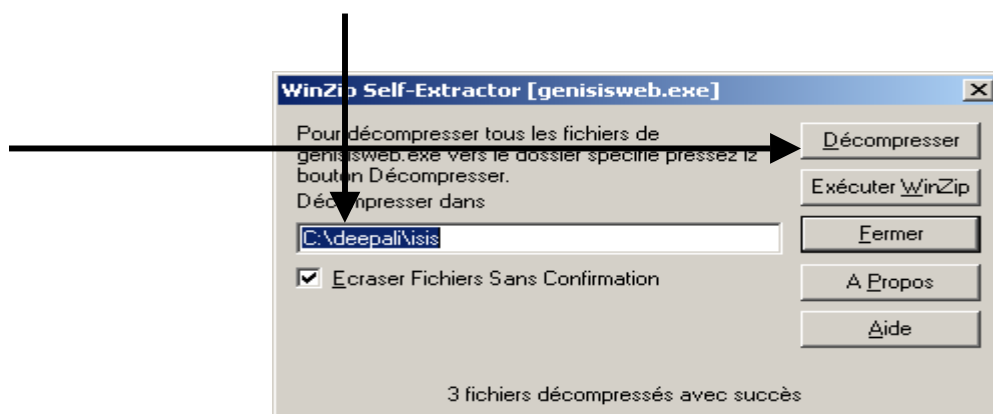 WinZip Self-Extractor [genisisweb.exe]
Pour décompresser tous les fichiers de
genisisweb.exe vers le dossier spécifié pressez lz
bouton Décompresser.
Décompresser dans
C:\deepali\isis
Ecraser Fichiers Sans Confirmation
Décompresser
Exécuter WinZip
Fermer
A Propos
Aide
3 fichiers décompressés avec succès